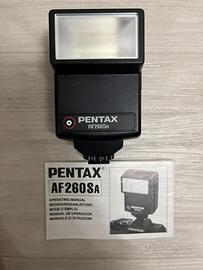 PENTAX
AF260SA
PENTAX
AF260SA
OPERATING MANUAL
BEDIENUNGSANLEITUNG
MODE D'EMPLOI
MANUAL DE OPERACION
MANUALE DI ISTRUZIONI